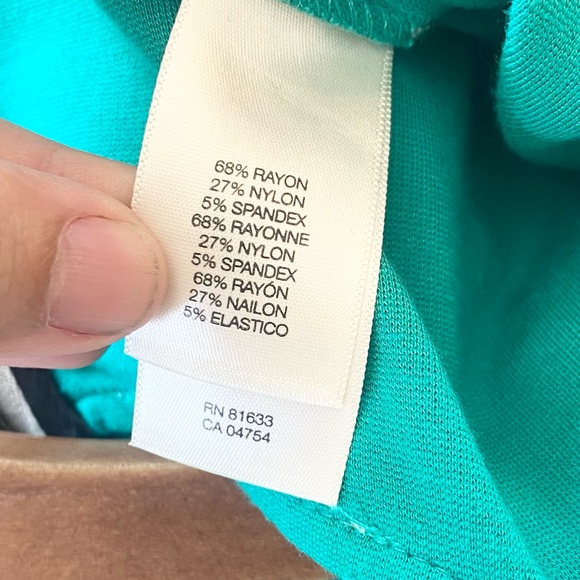 68% RAYON
27% NYLON
5% SPANDEX
68% RAYONNE
27% NYLON
5% SPANDEX
68% RAYÓN
27% NAILON
5% ELASTICO
RN 81633
CA 04754